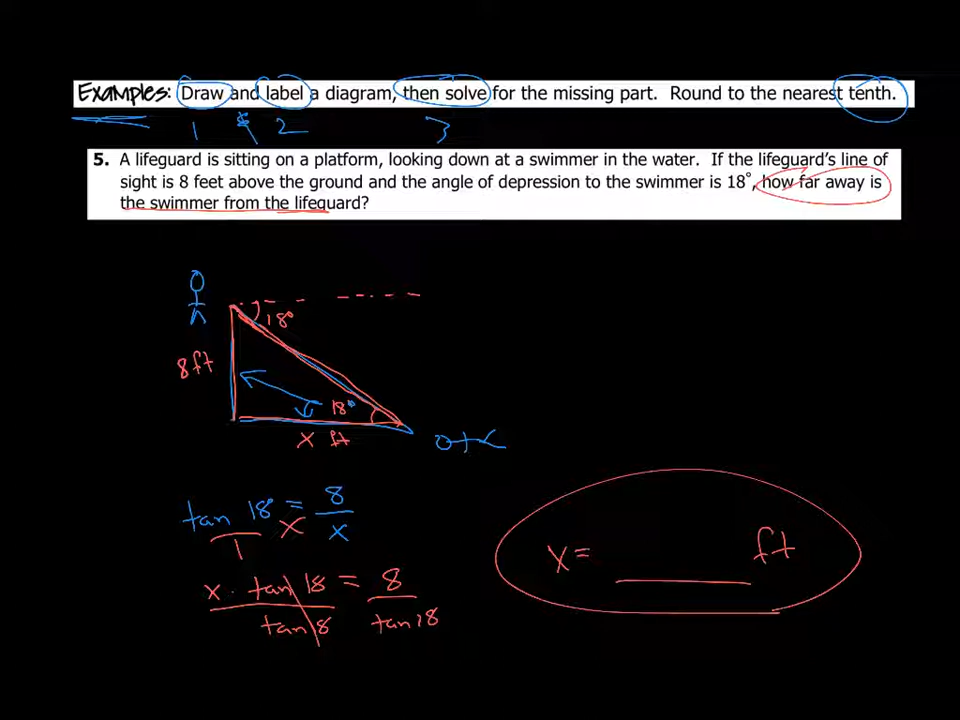 Examples: Draw and label a diagram, then solve for the missing part. Round to the nearest tenth.
1 & 2 3
5. A lifeguard is sitting on a platform, looking down at a swimmer in the water. If the lifeguard's line of
sight is 8 feet above the ground and the angle of depression to the swimmer is 18°, how far away is
the swimmer from the lifeguard?
18°
8ft
18°
x ft
tan 18° = 8
1 x
x · tan 18 = 8
tan 18 tan 18
x = ft